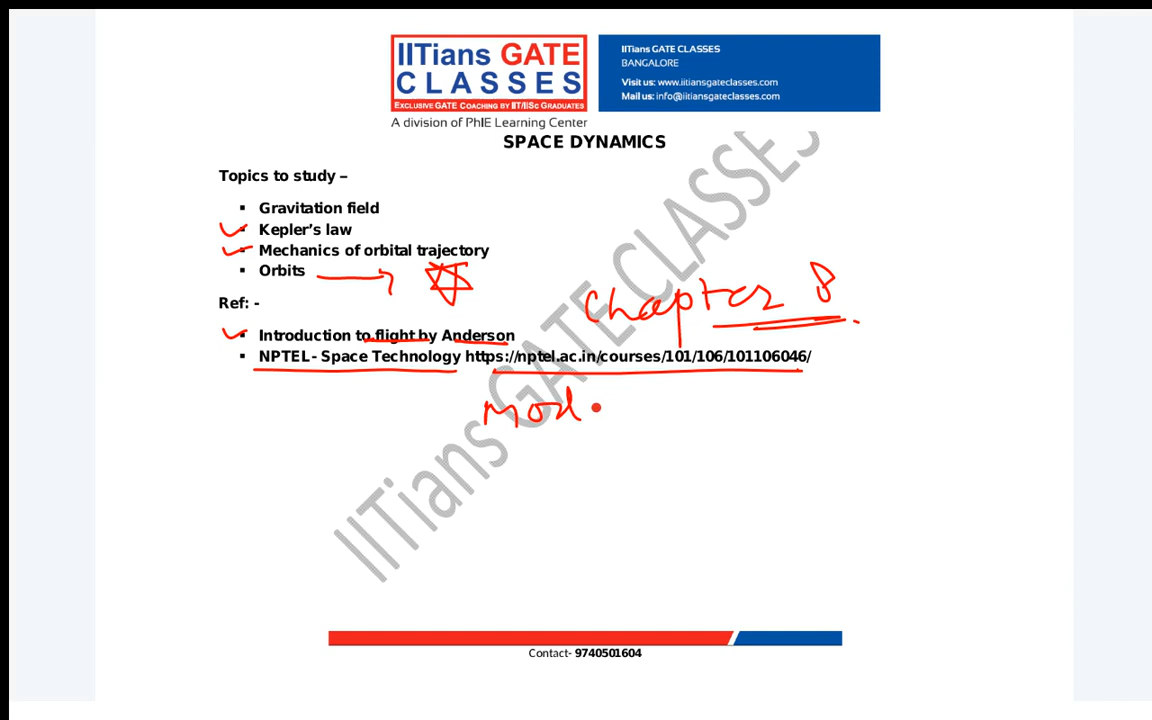 IITians GATE
CLASSES
EXCLUSIVE GATE COACHING BY IIT/IISc GRADUATES
A division of PhIE Learning Center
IITians GATE CLASSES
BANGALORE
Visit us: www.iitiansgateclasses.com
Mail us: info@iitiansgateclasses.com
SPACE DYNAMICS
Topics to study –
▪ Gravitation field
▪ Kepler's law
▪ Mechanics of orbital trajectory
▪ Orbits
Chapter 8
Ref: -
▪ Introduction to flight by Anderson
▪ NPTEL - Space Technology https://nptel.ac.in/courses/101/106/101106046/
Mod
IITians GATE CLASSES
Contact- 9740501604